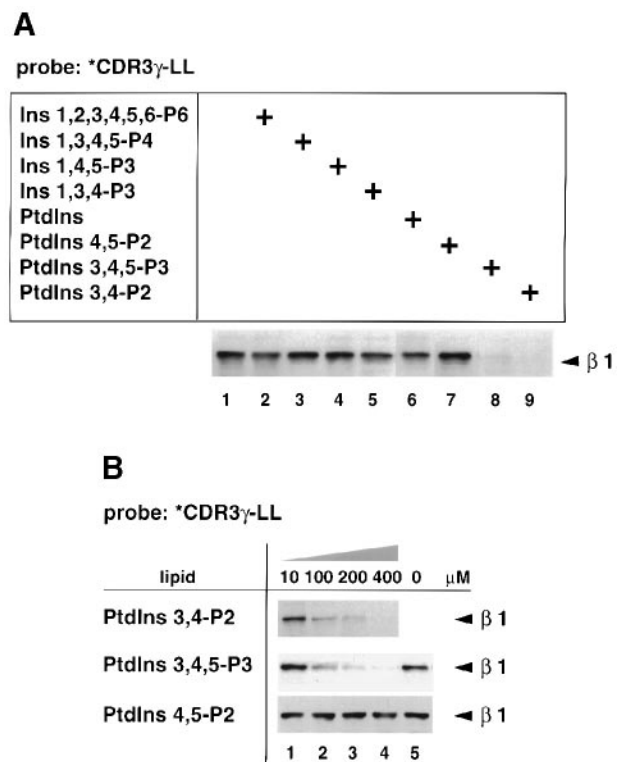 A
probe: *CDR3γ-LL
Ins 1,2,3,4,5,6-P6 +
Ins 1,3,4,5-P4 +
Ins 1,4,5-P3 +
Ins 1,3,4-P3 +
PtdIns +
PtdIns 4,5-P2 +
PtdIns 3,4,5-P3 +
PtdIns 3,4-P2 +
◄ β 1
1 2 3 4 5 6 7 8 9
B
probe: *CDR3γ-LL
lipid 10 100 200 400 0 μM
PtdIns 3,4-P2 ◄ β 1
PtdIns 3,4,5-P3 ◄ β 1
PtdIns 4,5-P2 ◄ β 1
1 2 3 4 5